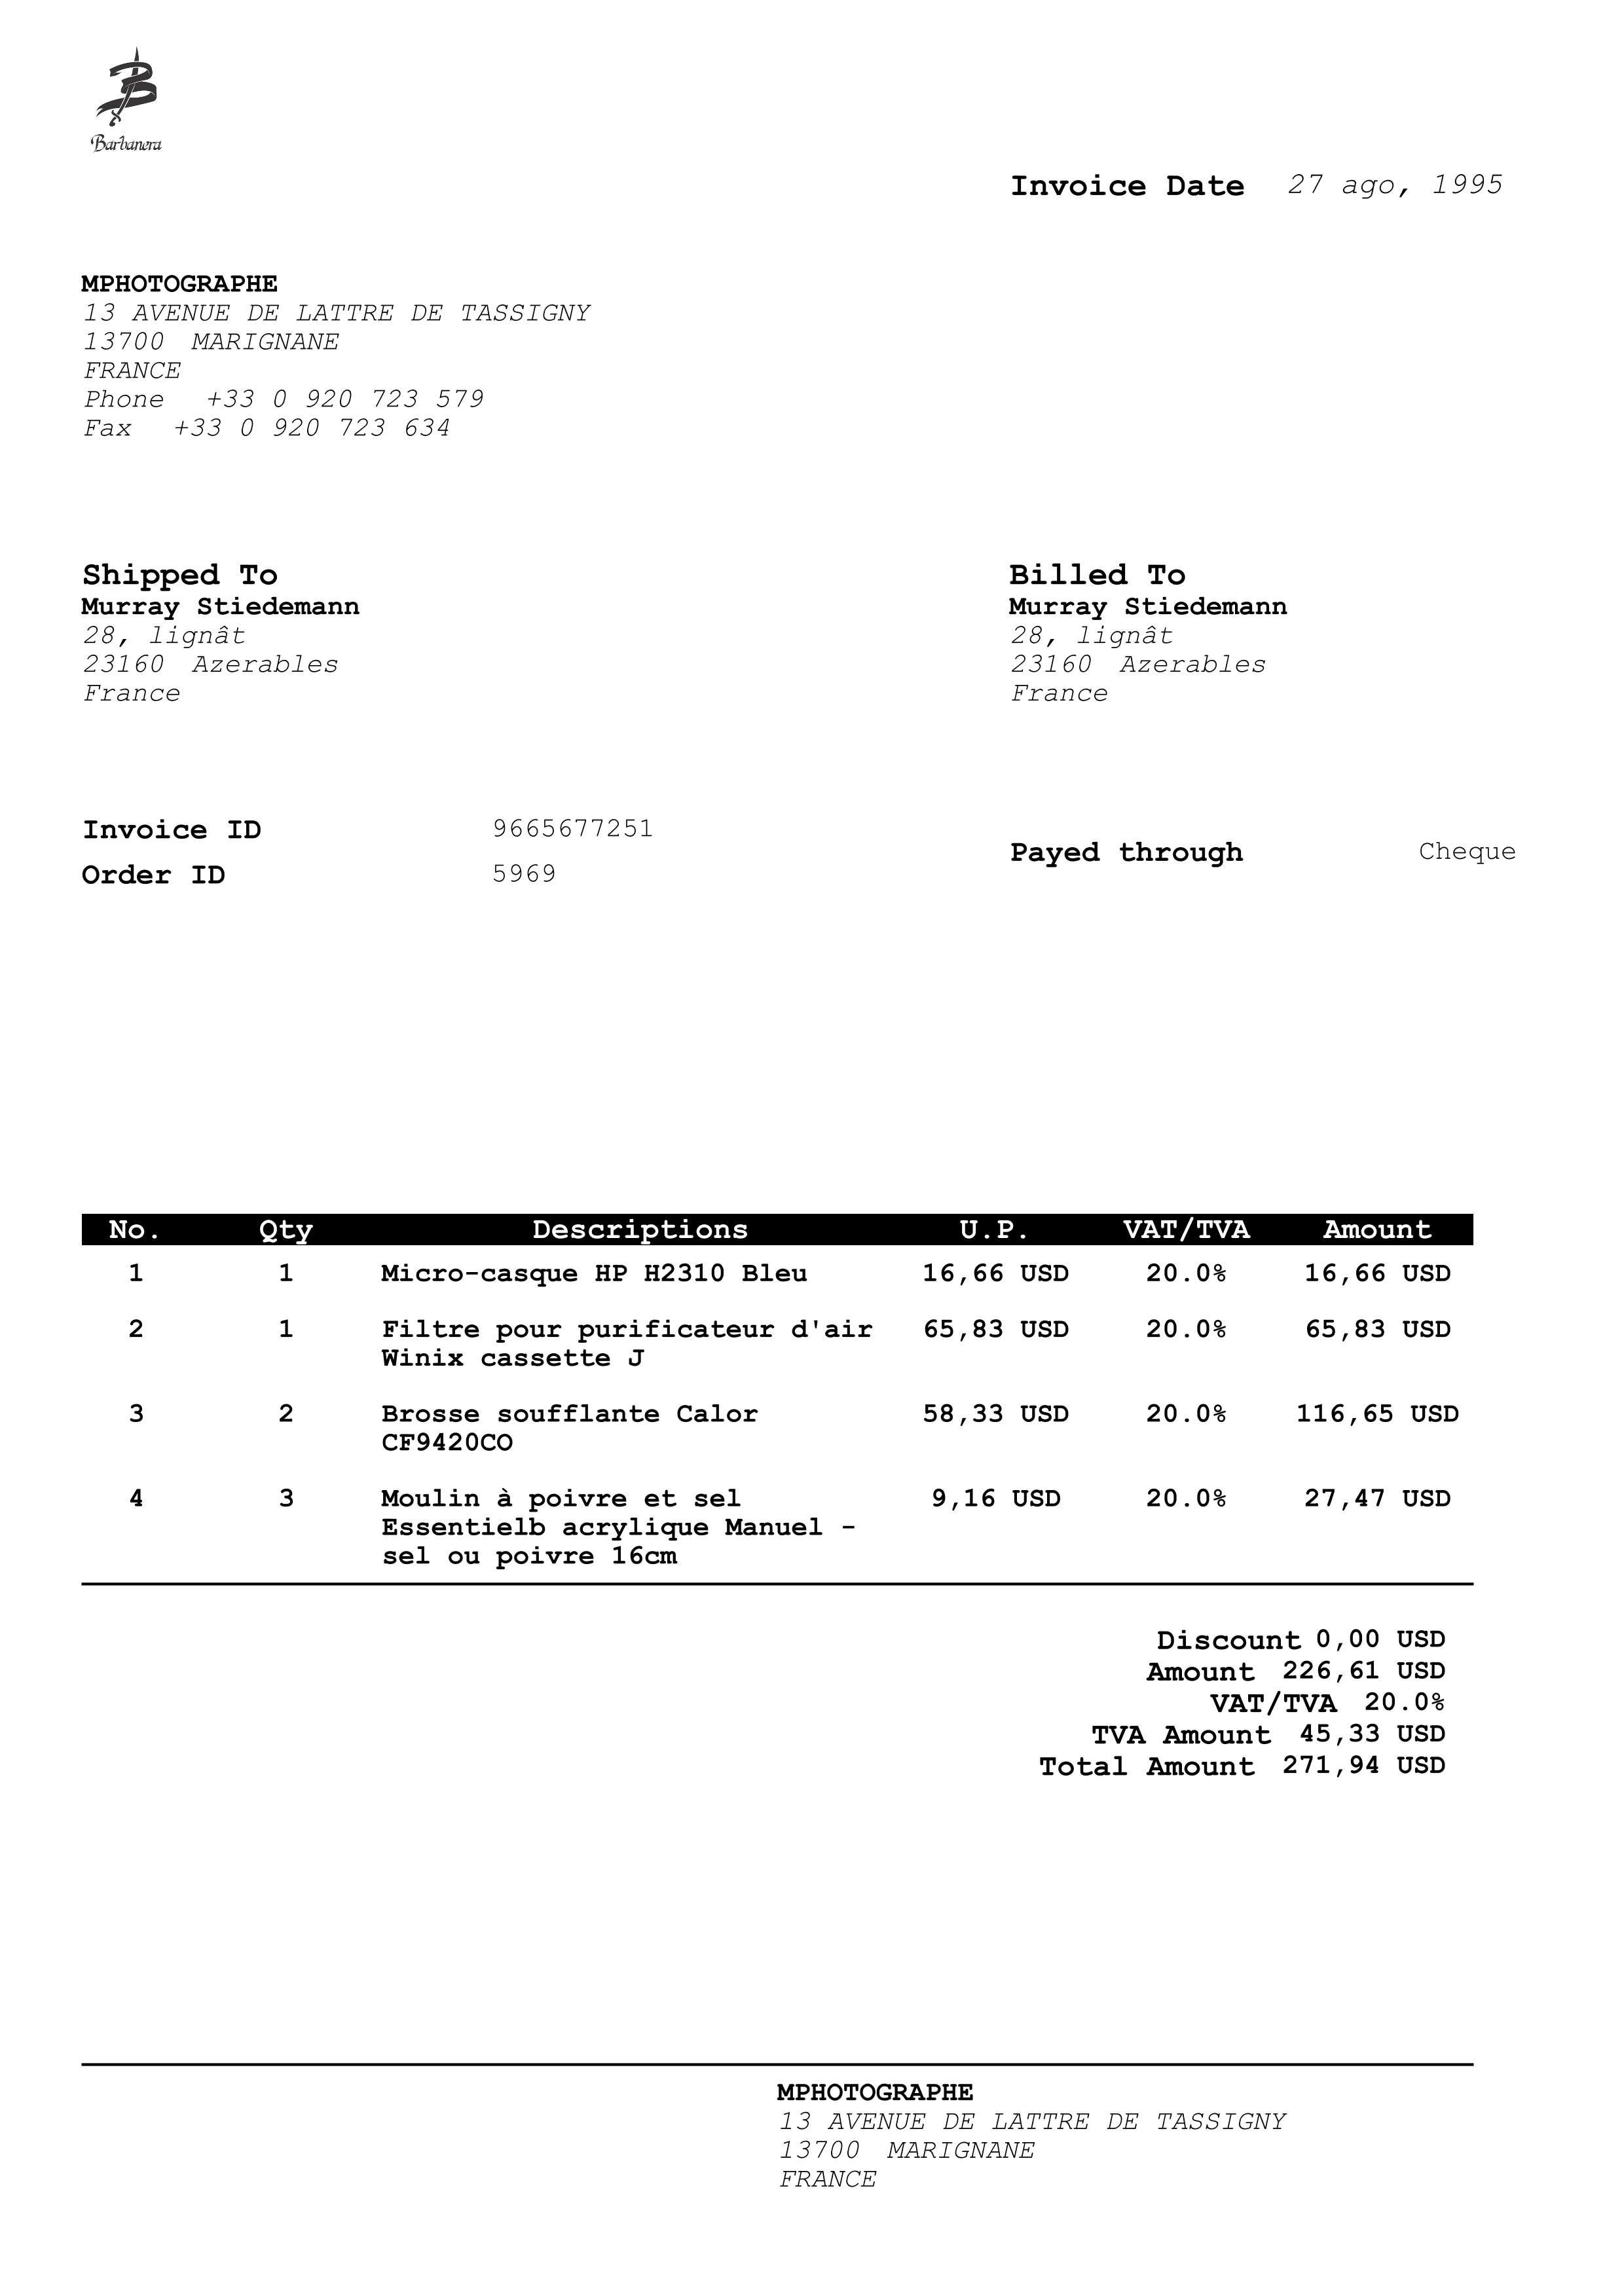 Barbanera
Invoice Date 27 ago, 1995
MPHOTOGRAPHE
13 AVENUE DE LATTRE DE TASSIGNY
13700 MARIGNANE
FRANCE
Phone +33 0 920 723 579
Fax +33 0 920 723 634
Shipped To
Murray Stiedemann
28, lignât
23160 Azerables
France
Billed To
Murray Stiedemann
28, lignât
23160 Azerables
France
Invoice ID 9665677251
Order ID 5969
Payed through Cheque
No. Qty Descriptions U.P. VAT/TVA Amount
1 1 Micro-casque HP H2310 Bleu 16,66 USD 20.0% 16,66 USD
2 1 Filtre pour purificateur d'air 65,83 USD 20.0% 65,83 USD
Winix cassette J
3 2 Brosse soufflante Calor 58,33 USD 20.0% 116,65 USD
CF9420CO
4 3 Moulin à poivre et sel 9,16 USD 20.0% 27,47 USD
Essentielb acrylique Manuel -
sel ou poivre 16cm
Discount 0,00 USD
Amount 226,61 USD
VAT/TVA 20.0%
TVA Amount 45,33 USD
Total Amount 271,94 USD
MPHOTOGRAPHE
13 AVENUE DE LATTRE DE TASSIGNY
13700 MARIGNANE
FRANCE